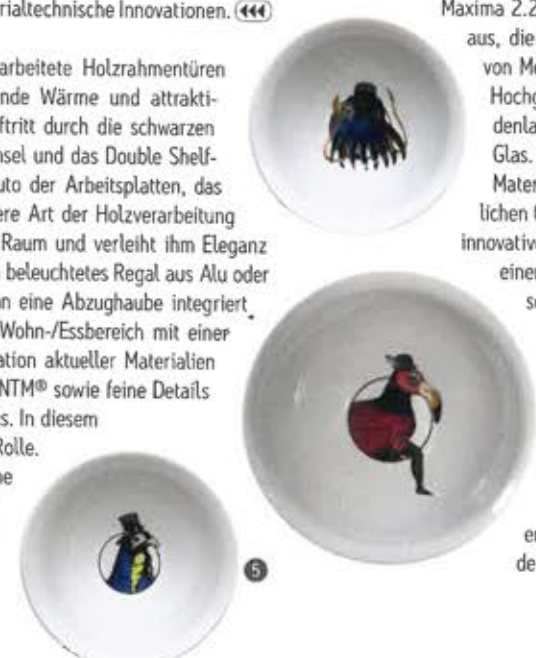 rialtechnische Innovationen.
arbeitete Holzrahmentüren
nde Wärme und attrakti-
ftritt durch die schwarzen
nsel und das Double Shelf-
uto der Arbeitsplatten, das
ere Art der Holzverarbeitung
Raum und verleiht ihm Eleganz
beleuchtetes Regal aus Alu oder
nn eine Abzughaube integriert
Wohn-/Essbereich mit einer
ation aktueller Materialien
NTM® sowie feine Details
s. In diesem
Rolle.
ne
5
Maxima 2.2
aus, die
von Me
Hochg
denla
Glas.
Mater
lichen
innovativ
einer
se
er
de